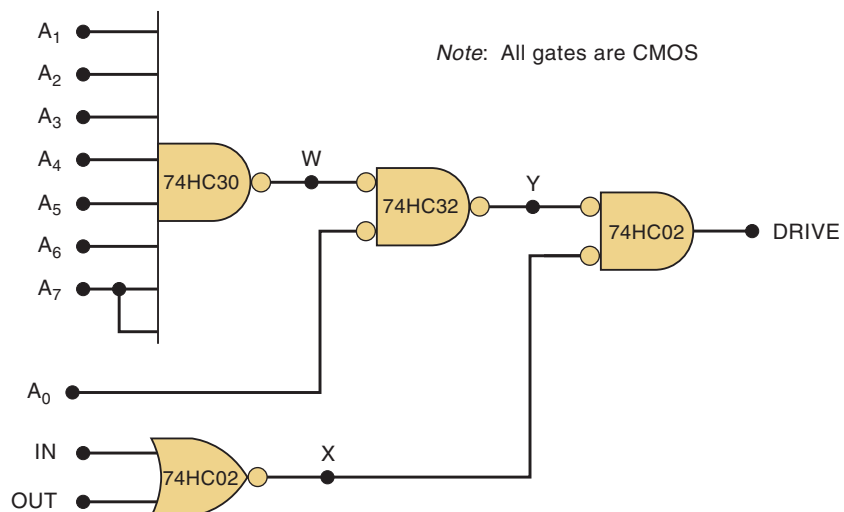 A1
Note: All gates are CMOS
A2
A3
A4
W
74HC30
Y
A5
74HC32
A6
74HC02
DRIVE
A7
A0
IN
X
74HC02
OUT